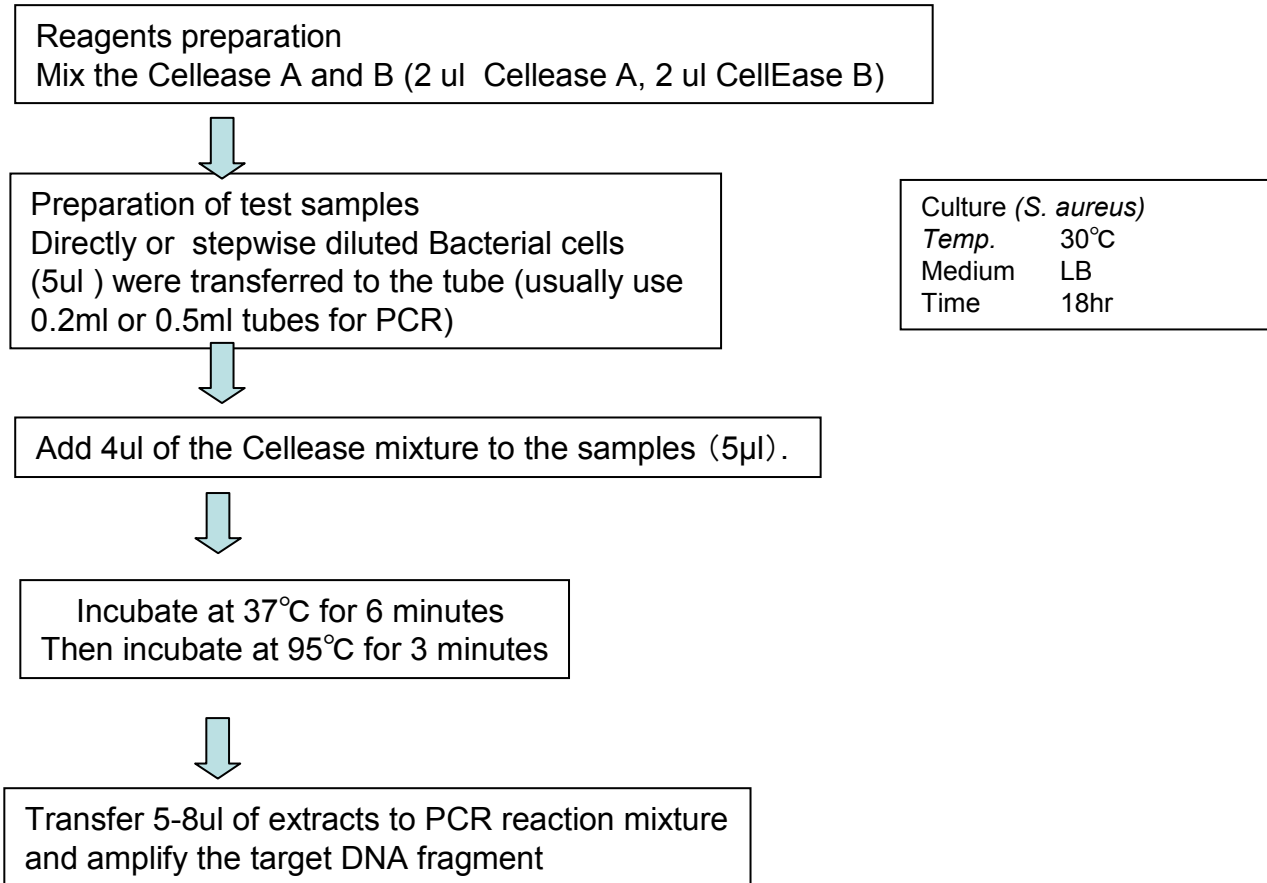 Reagents preparation
Mix the Cellease A and B (2 ul  Cellease A, 2 ul CellEase B)
Preparation of test samples
Directly or  stepwise diluted Bacterial cells
(5ul ) were transferred to the tube (usually use
0.2ml or 0.5ml tubes for PCR)
Culture (S. aureus)
Temp. 30℃
Medium LB
Time 18hr
Add 4ul of the Cellease mixture to the samples（5µl）.
Incubate at 37℃ for 6 minutes
Then incubate at 95℃ for 3 minutes
Transfer 5-8ul of extracts to PCR reaction mixture
and amplify the target DNA fragment